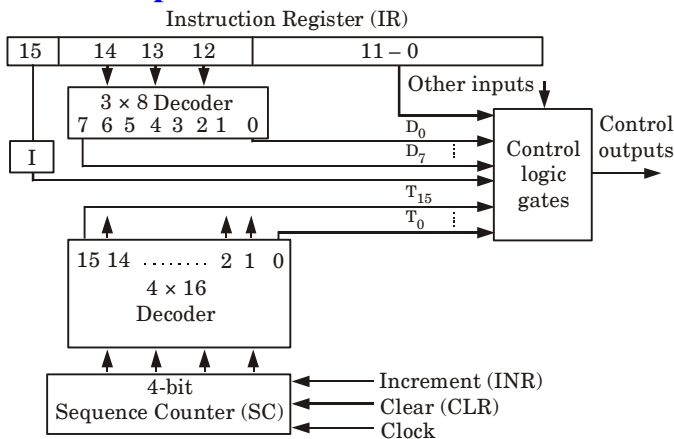 Instruction Register (IR)
15 14 13 12 11 – 0
Other inputs
3 × 8 Decoder
7 6 5 4 3 2 1 0
D0
D7
I
Control
logic
gates
Control
outputs
T15
T0
15 14 ........ 2 1 0
4 × 16
Decoder
4-bit
Sequence Counter (SC)
Increment (INR)
Clear (CLR)
Clock